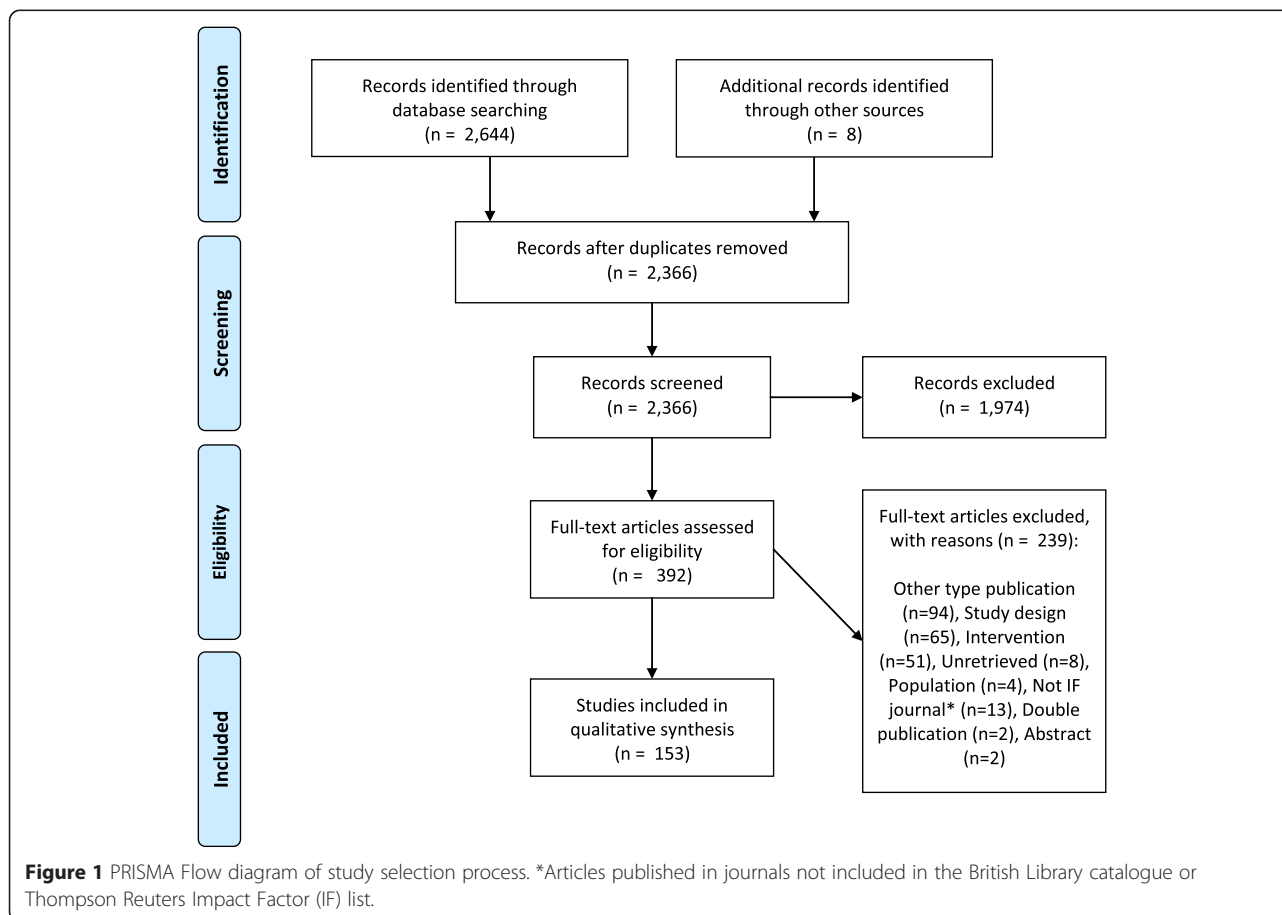 Identification
Records identified through
database searching
(n = 2,644)
Additional records identified
through other sources
(n = 8)
Screening
Records after duplicates removed
(n = 2,366)
Records screened
(n = 2,366)
Records excluded
(n = 1,974)
Eligibility
Full-text articles assessed
for eligibility
(n = 392)
Full-text articles excluded,
with reasons (n = 239):
Other type publication
(n=94), Study design
(n=65), Intervention
(n=51), Unretrieved (n=8),
Population (n=4), Not IF
journal* (n=13), Double
publication (n=2), Abstract
(n=2)
Included
Studies included in
qualitative synthesis
(n = 153)
Figure 1 PRISMA Flow diagram of study selection process. *Articles published in journals not included in the British Library catalogue or
Thompson Reuters Impact Factor (IF) list.